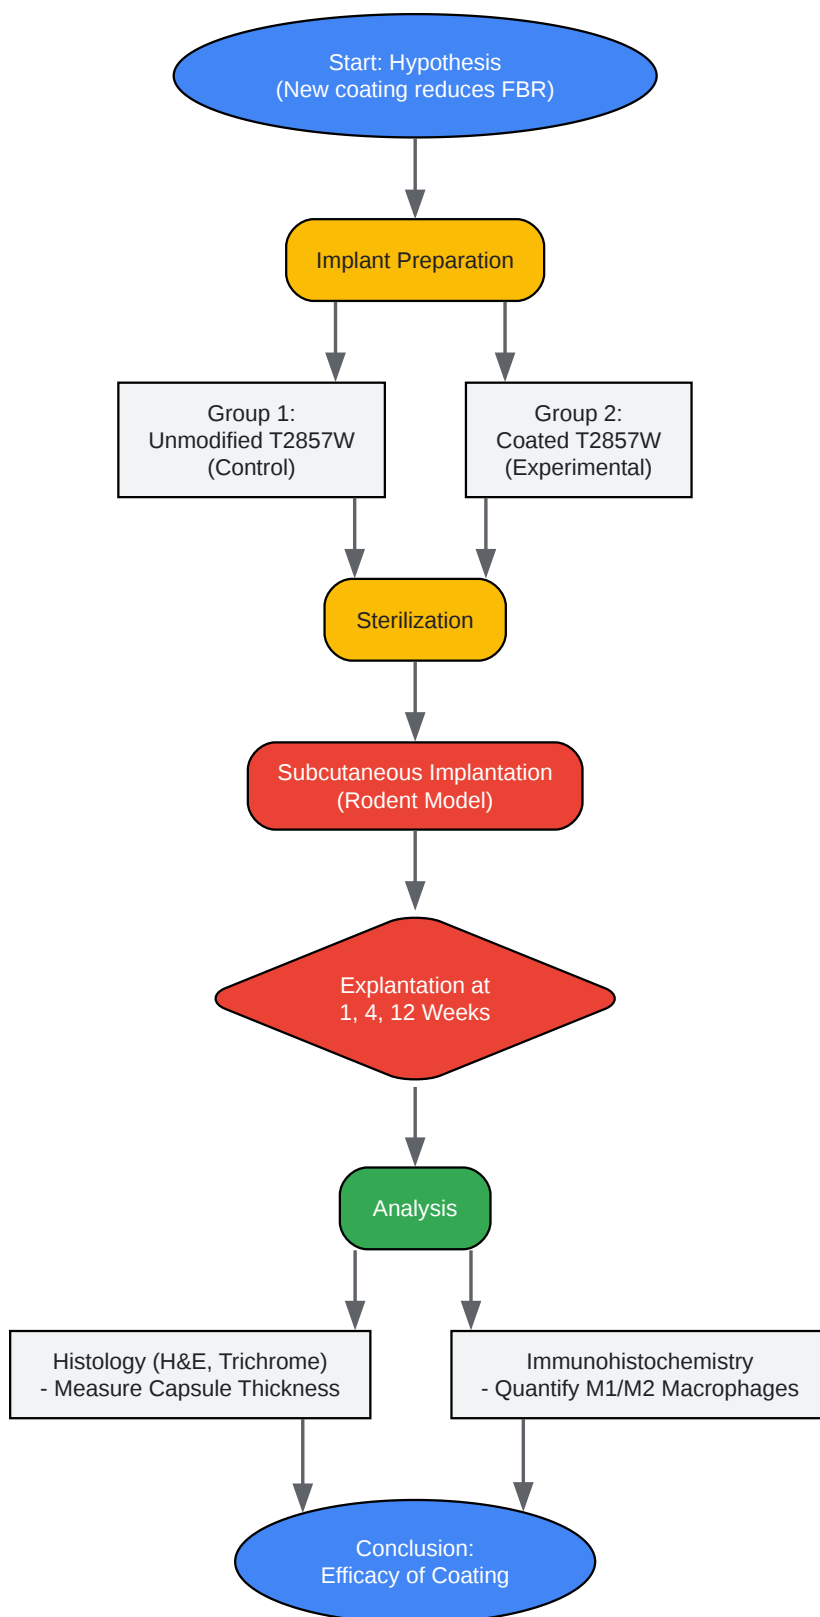 Start: Hypothesis
(New coating reduces FBR)
Implant Preparation
Group 1:
Unmodified T2857W
(Control)
Group 2:
Coated T2857W
(Experimental)
Sterilization
Subcutaneous Implantation
(Rodent Model)
Explantation at
1, 4, 12 Weeks
Analysis
Histology (H&E, Trichrome)
- Measure Capsule Thickness
Immunohistochemistry
- Quantify M1/M2 Macrophages
Conclusion:
Efficacy of Coating